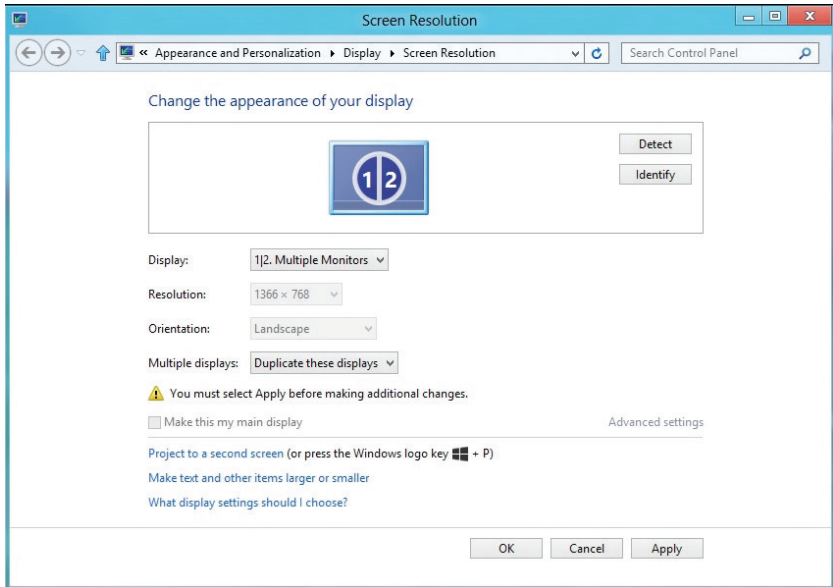 Screen Resolution
« Appearance and Personalization ▸ Display ▸ Screen Resolution
Search Control Panel
Change the appearance of your display
1|2
Detect
Identify
Display: 1|2. Multiple Monitors
Resolution: 1366 × 768
Orientation: Landscape
Multiple displays: Duplicate these displays
You must select Apply before making additional changes.
Make this my main display Advanced settings
Project to a second screen (or press the Windows logo key + P)
Make text and other items larger or smaller
What display settings should I choose?
OK Cancel Apply